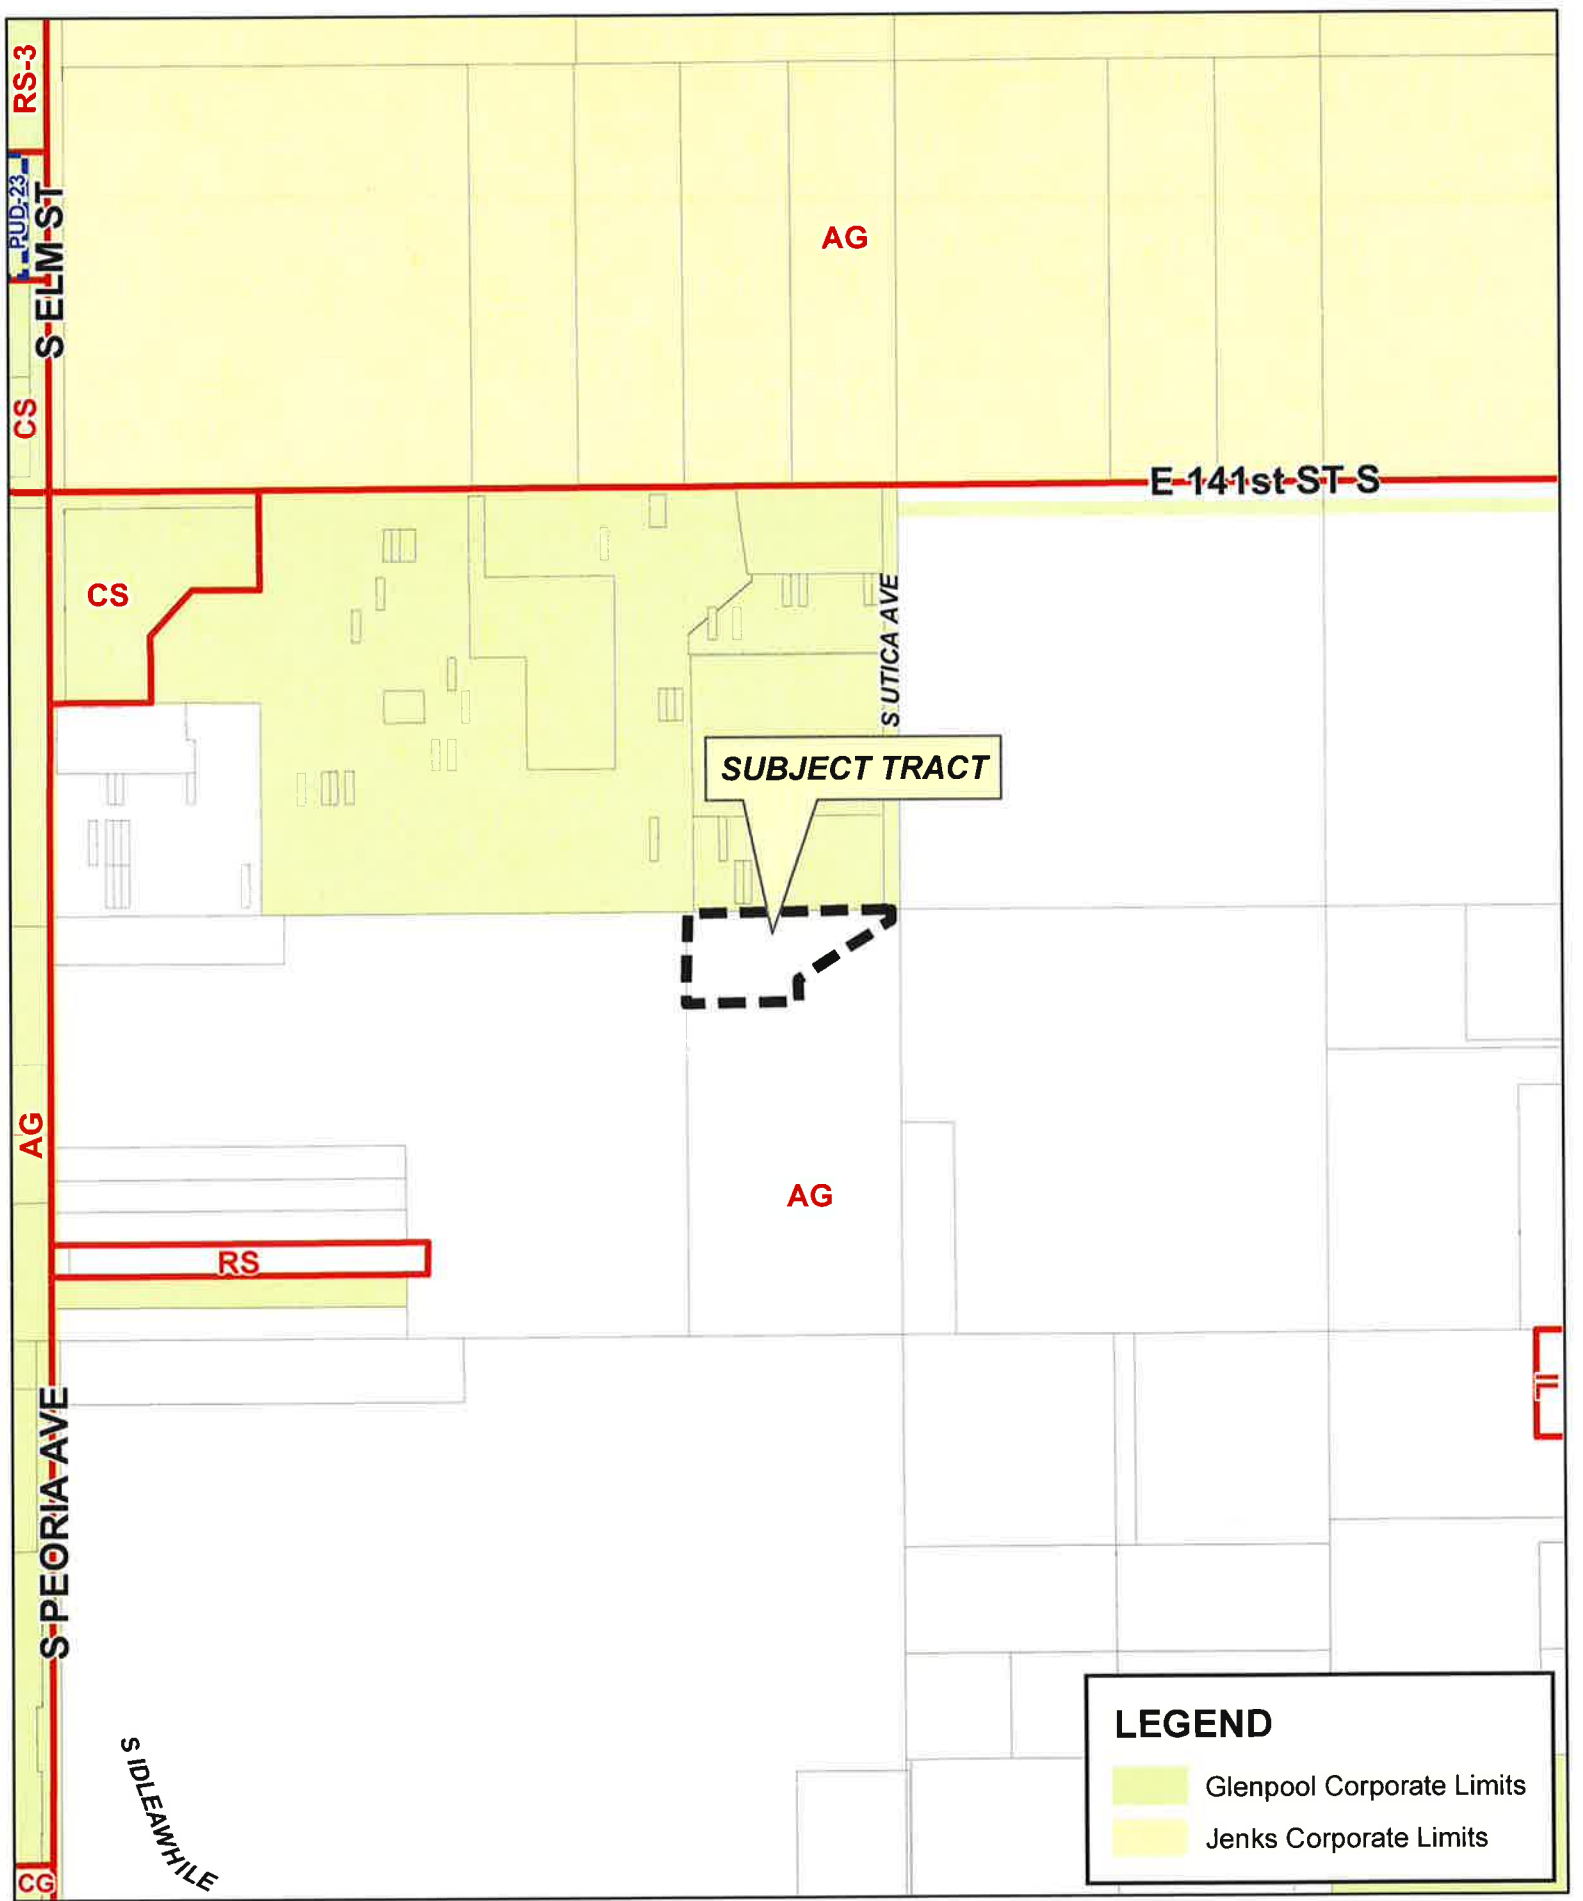 RS-3
PUD-23
S ELM ST
AG
CS
E 141st ST S
CS
S UTICA AVE
SUBJECT TRACT
AG
AG
RS
IL
S PEORIA AVE
S IDLEAWHILE
CG
LEGEND
Glenpool Corporate Limits
Jenks Corporate Limits